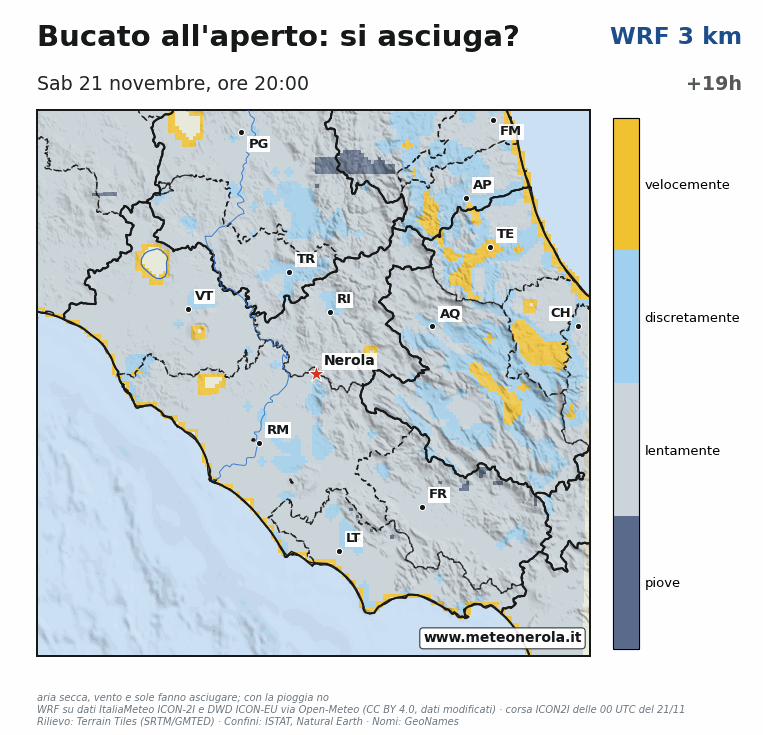 Bucato all'aperto: si asciuga?
WRF 3 km
Sab 21 novembre, ore 20:00
+19h
FM
PG
AP
velocemente
TE
TR
VT
RI
AQ
CH
discretamente
Nerola
RM
lentamente
FR
LT
piove
www.meteonerola.it
aria secca, vento e sole fanno asciugare; con la pioggia no
WRF su dati ItaliaMeteo ICON-2I e DWD ICON-EU via Open-Meteo (CC BY 4.0, dati modificati) · corsa ICON2I delle 00 UTC del 21/11
Rilievo: Terrain Tiles (SRTM/GMTED) · Confini: ISTAT, Natural Earth · Nomi: GeoNames